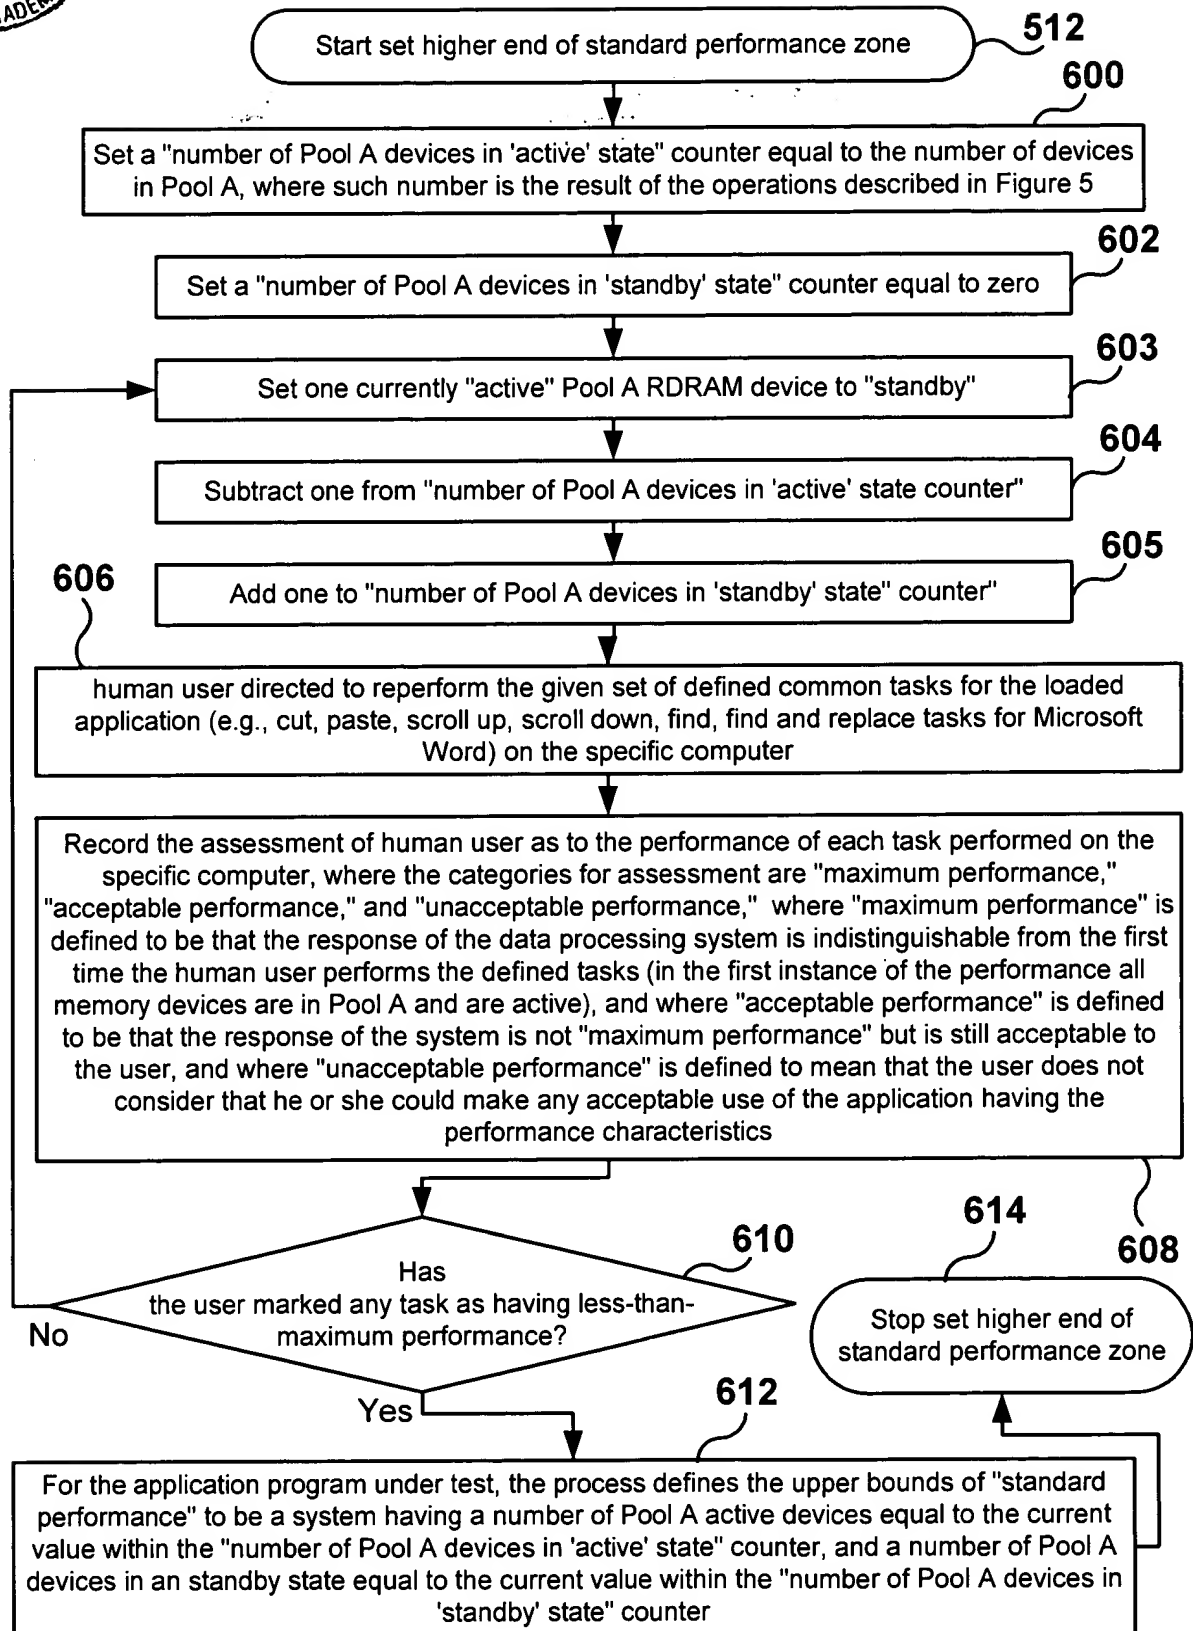 Start set higher end of standard performance zone
512
600
Set a "number of Pool A devices in 'active' state" counter equal to the number of devices
in Pool A, where such number is the result of the operations described in Figure 5
602
Set a "number of Pool A devices in 'standby' state" counter equal to zero
603
Set one currently "active" Pool A RDRAM device to "standby"
604
Subtract one from "number of Pool A devices in 'active' state counter"
605
Add one to "number of Pool A devices in 'standby' state" counter"
606
human user directed to reperform the given set of defined common tasks for the loaded
application (e.g., cut, paste, scroll up, scroll down, find, find and replace tasks for Microsoft
Word) on the specific computer
Record the assessment of human user as to the performance of each task performed on the
specific computer, where the categories for assessment are "maximum performance,"
"acceptable performance," and "unacceptable performance," where "maximum performance" is
defined to be that the response of the data processing system is indistinguishable from the first
time the human user performs the defined tasks (in the first instance of the performance all
memory devices are in Pool A and are active), and where "acceptable performance" is defined
to be that the response of the system is not "maximum performance" but is still acceptable to
the user, and where "unacceptable performance" is defined to mean that the user does not
consider that he or she could make any acceptable use of the application having the
performance characteristics
608
610
Has
the user marked any task as having less-than-
maximum performance?
No
Yes
614
Stop set higher end of
standard performance zone
612
For the application program under test, the process defines the upper bounds of "standard
performance" to be a system having a number of Pool A active devices equal to the current
value within the "number of Pool A devices in 'active' state" counter, and a number of Pool A
devices in an standby state equal to the current value within the "number of Pool A devices in
'standby' state" counter